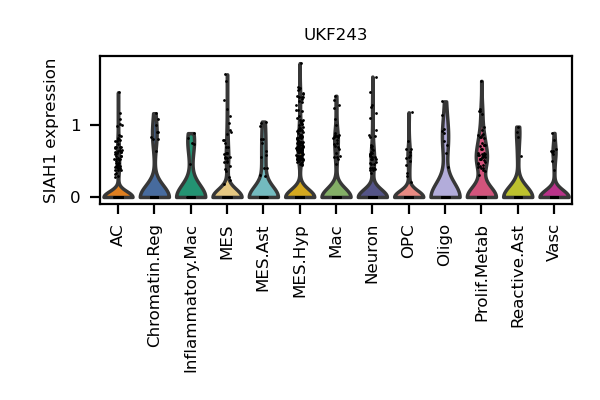 UKF243
SIAH1 expression
1
0
AC
Chromatin.Reg
Inflammatory.Mac
MES
MES.Ast
MES.Hyp
Mac
Neuron
OPC
Oligo
Prolif.Metab
Reactive.Ast
Vasc